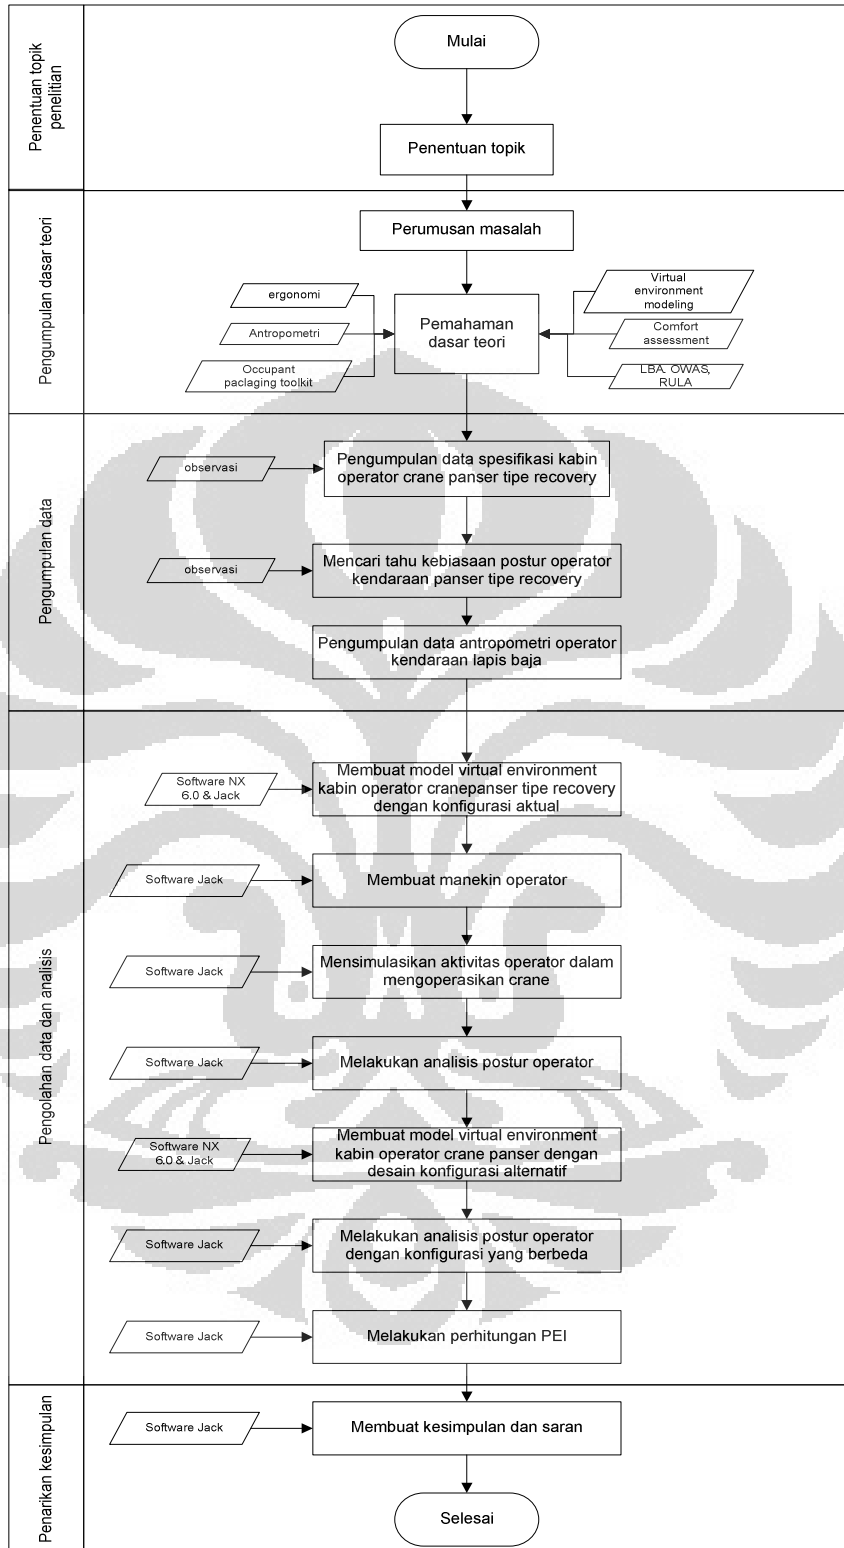 Penentuan topik
penelitian
Mulai
Penentuan topik
Pengumpulan dasar teori
Perumusan masalah
ergonomi
Antropometri
Occupant
paclaging toolkit
Pemahaman
dasar teori
Virtual
environment
modeling
Comfort
assessment
LBA. OWAS,
RULA
Pengumpulan data
observasi
Pengumpulan data spesifikasi kabin
operator crane panser tipe recovery
observasi
Mencari tahu kebiasaan postur operator
kendaraan panser tipe recovery
Pengumpulan data antropometri operator
kendaraan lapis baja
Pengolahan data dan analisis
Software NX
6.0 & Jack
Membuat model virtual environment
kabin operator cranepanser tipe recovery
dengan konfigurasi aktual
Software Jack
Membuat manekin operator
Software Jack
Mensimulasikan aktivitas operator dalam
mengoperasikan crane
Software Jack
Melakukan analisis postur operator
Software NX
6.0 & Jack
Membuat model virtual environment
kabin operator crane panser dengan
desain konfigurasi alternatif
Software Jack
Melakukan analisis postur operator
dengan konfigurasi yang berbeda
Software Jack
Melakukan perhitungan PEI
Penarikan kesimpulan
Software Jack
Membuat kesimpulan dan saran
Selesai